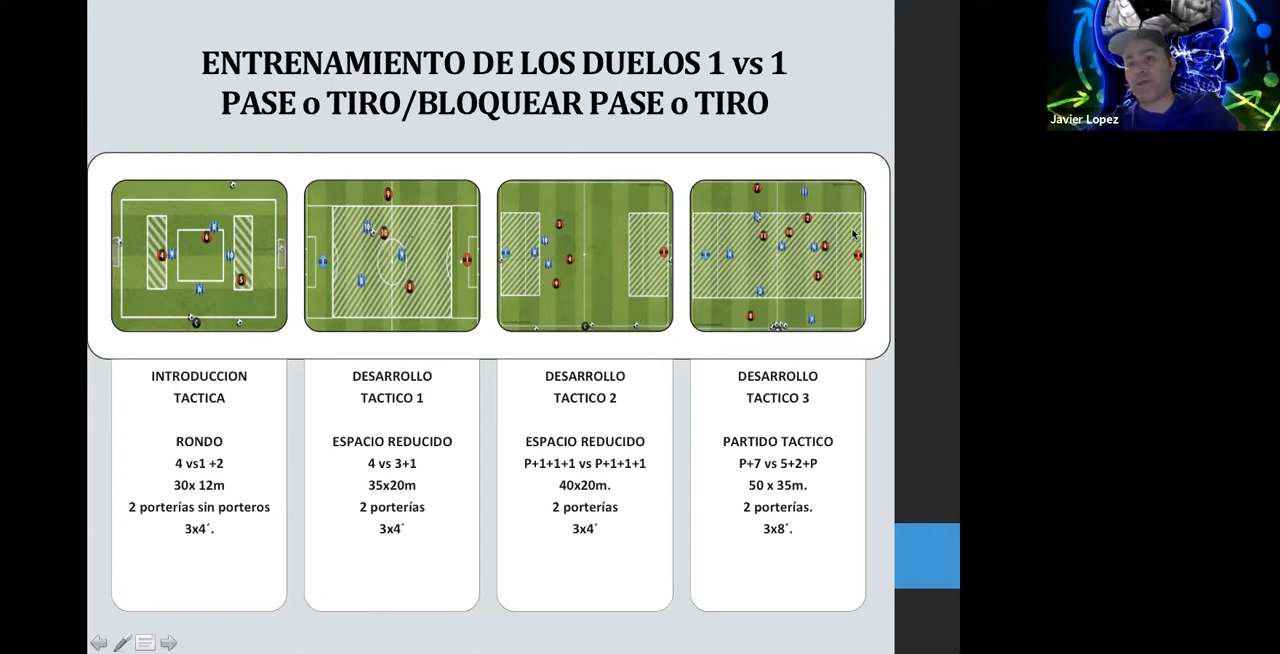 ENTRENAMIENTO DE LOS DUELOS 1 vs 1
PASE o TIRO/BLOQUEAR PASE o TIRO
Javier Lopez
INTRODUCCION
TACTICA
RONDO
4 vs1 +2
30x 12m
2 porterías sin porteros
3x4´.
DESARROLLO
TACTICO 1
ESPACIO REDUCIDO
4 vs 3+1
35x20m
2 porterías
3x4´
DESARROLLO
TACTICO 2
ESPACIO REDUCIDO
P+1+1+1 vs P+1+1+1
40x20m.
2 porterías
3x4´
DESARROLLO
TACTICO 3
PARTIDO TACTICO
P+7 vs 5+2+P
50 x 35m.
2 porterías.
3x8´.